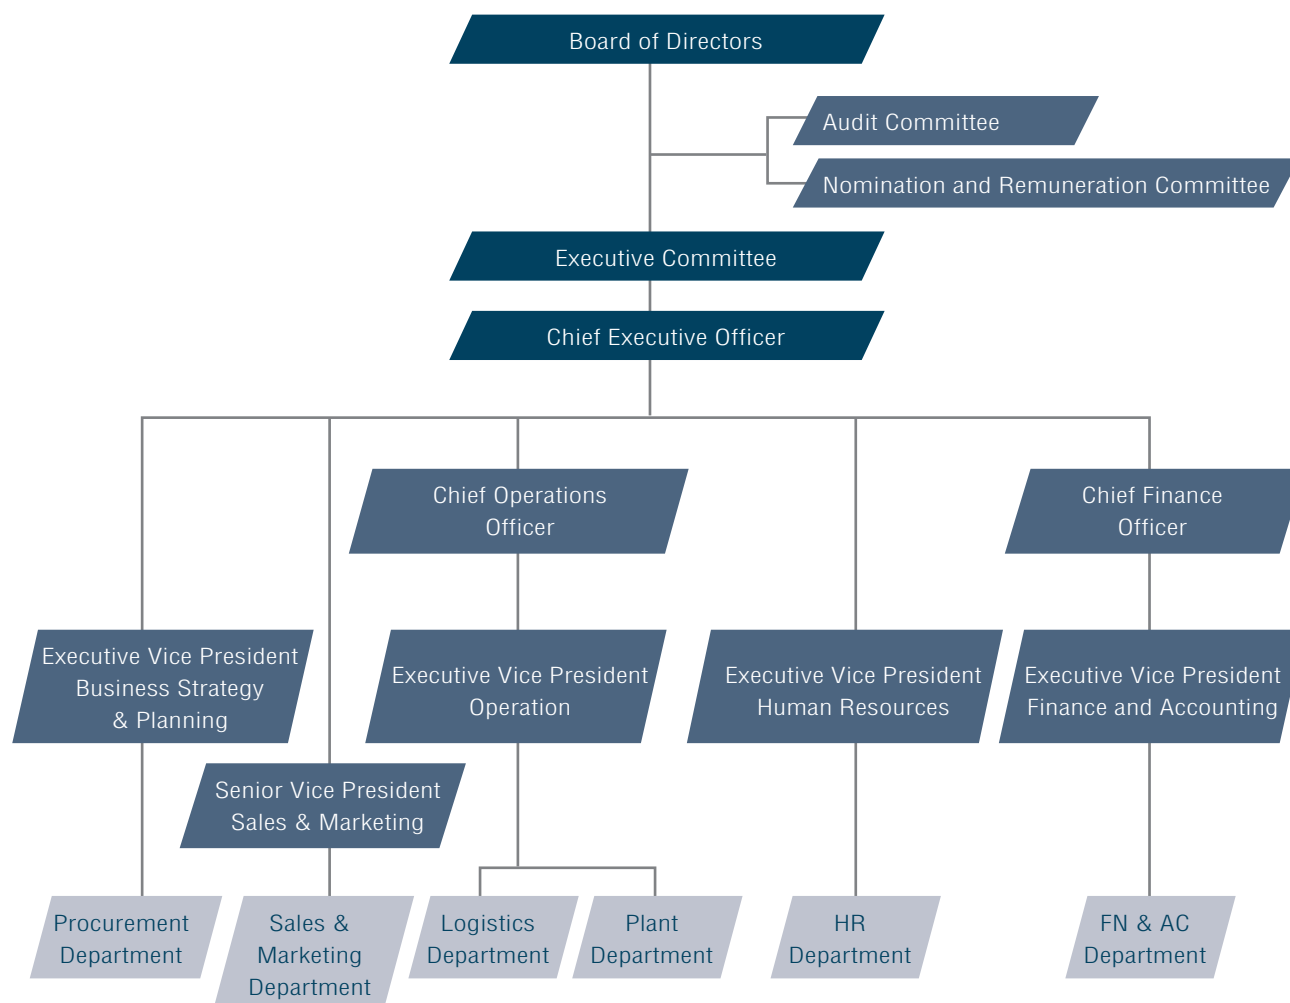 Board of Directors
Audit Committee
Nomination and Remuneration Committee
Executive Committee
Chief Executive Officer
Chief Operations
Officer
Chief Finance
Officer
Executive Vice President
Business Strategy
& Planning
Executive Vice President
Operation
Executive Vice President
Human Resources
Executive Vice President
Finance and Accounting
Senior Vice President
Sales & Marketing
Procurement
Department
Sales &
Marketing
Department
Logistics
Department
Plant
Department
HR
Department
FN & AC
Department